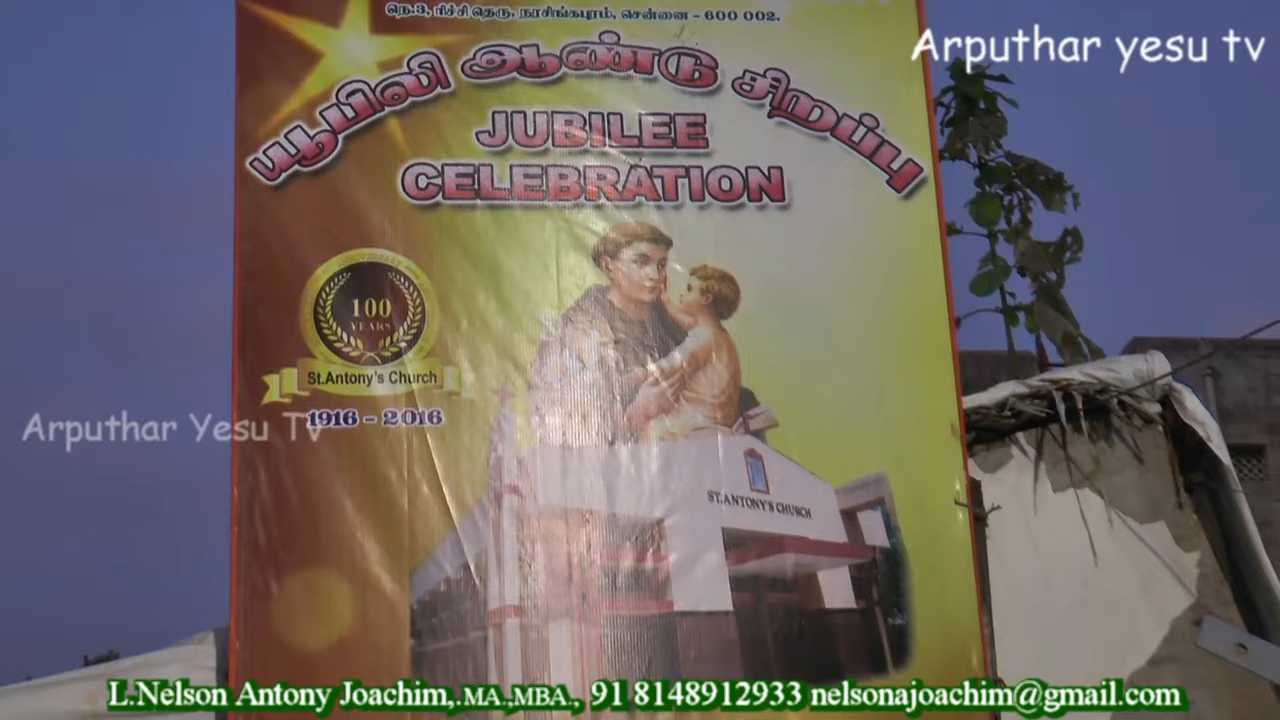 நெ.3, ரிச்சி தெரு, நரசிங்கபுரம், சென்னை - 600 002.
Arputhar yesu tv
யூபிலி ஆண்டு சிறப்பு
JUBILEE
CELEBRATION
100
YEARS
St.Antony's Church
1916 - 2016
Arputhar Yesu Tv
ST.ANTONY'S CHURCH
L.Nelson Antony Joachim,.MA.,MBA., 91 8148912933 nelsonajoachim@gmail.com